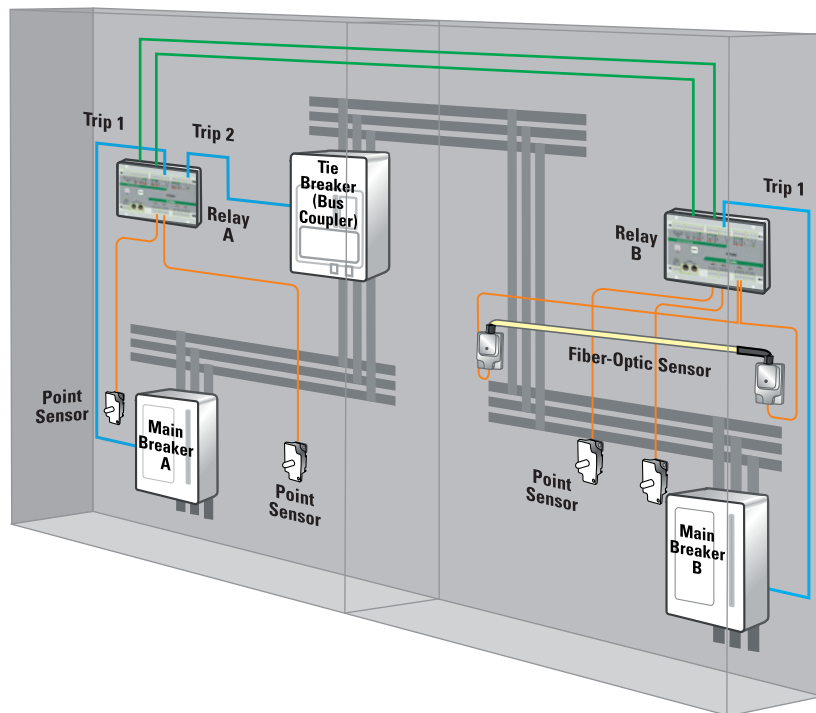 Trip 1
Trip 2
Tie
Breaker
(Bus
Coupler)
Relay
A
Trip 1
Relay
B
Fiber-Optic Sensor
Point
Sensor
Main
Breaker
A
Point
Sensor
Point
Sensor
Main
Breaker
B